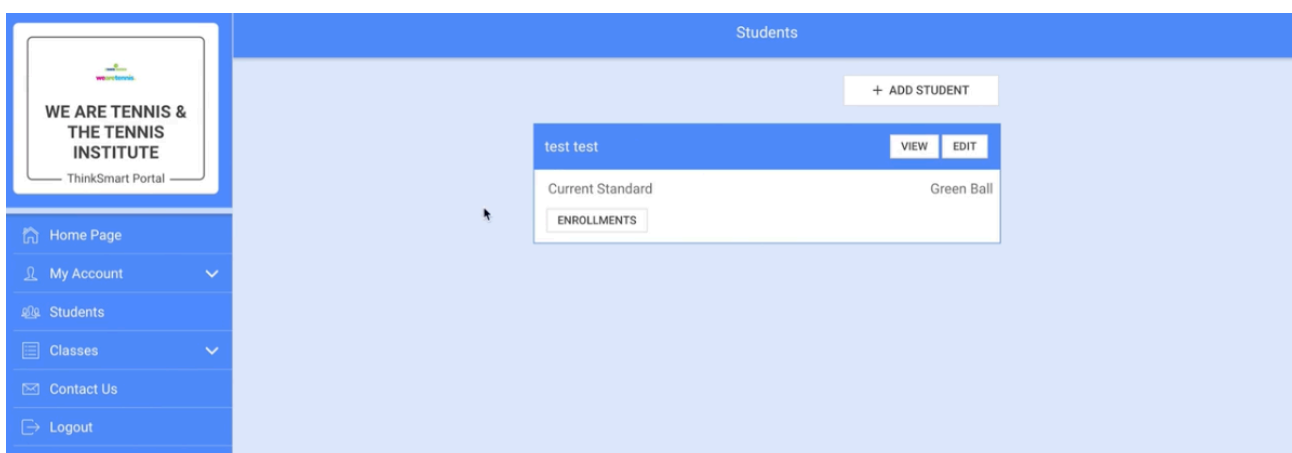 Students
wearetennis.
WE ARE TENNIS &
THE TENNIS
INSTITUTE
ThinkSmart Portal
Home Page
My Account
Students
Classes
Contact Us
Logout
+ ADD STUDENT
test test
VIEW EDIT
Current Standard Green Ball
ENROLLMENTS